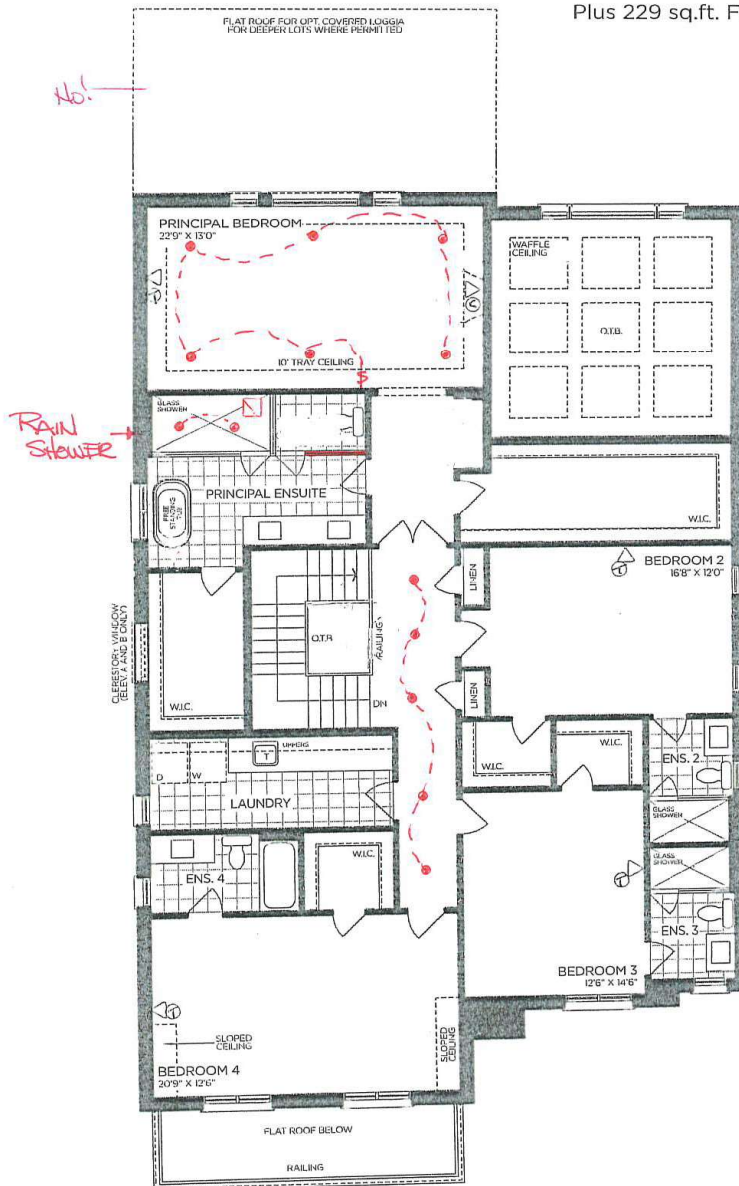 Plus 229 sq.ft. F
FLAT ROOF FOR OPT. COVERED LOGGIA
FOR DEEPER LOTS WHERE PERMITTED
No!
PRINCIPAL BEDROOM
22'9" X 13'0"
WAFFLE
CEILING
O.T.B.
10' TRAY CEILING
S
GLASS
SHOWER
RAIN
SHOWER
PRINCIPAL ENSUITE
FREE
STANDING
TUB
W.I.C.
BEDROOM 2
16'8" X 12'0"
LINEN
O.T.B.
RAILING
CLERESTORY WINDOW
(ELEV. A AND B ONLY)
W.I.C.
DN
LINEN
UPPERS
T
D
W
LAUNDRY
W.I.C.
W.I.C.
ENS. 2
GLASS
SHOWER
W.I.C.
GLASS
SHOWER
ENS. 4
ENS. 3
BEDROOM 3
12'6" X 14'6"
SLOPED
CEILING
SLOPED
CEILING
BEDROOM 4
20'9" X 12'6"
FLAT ROOF BELOW
RAILING